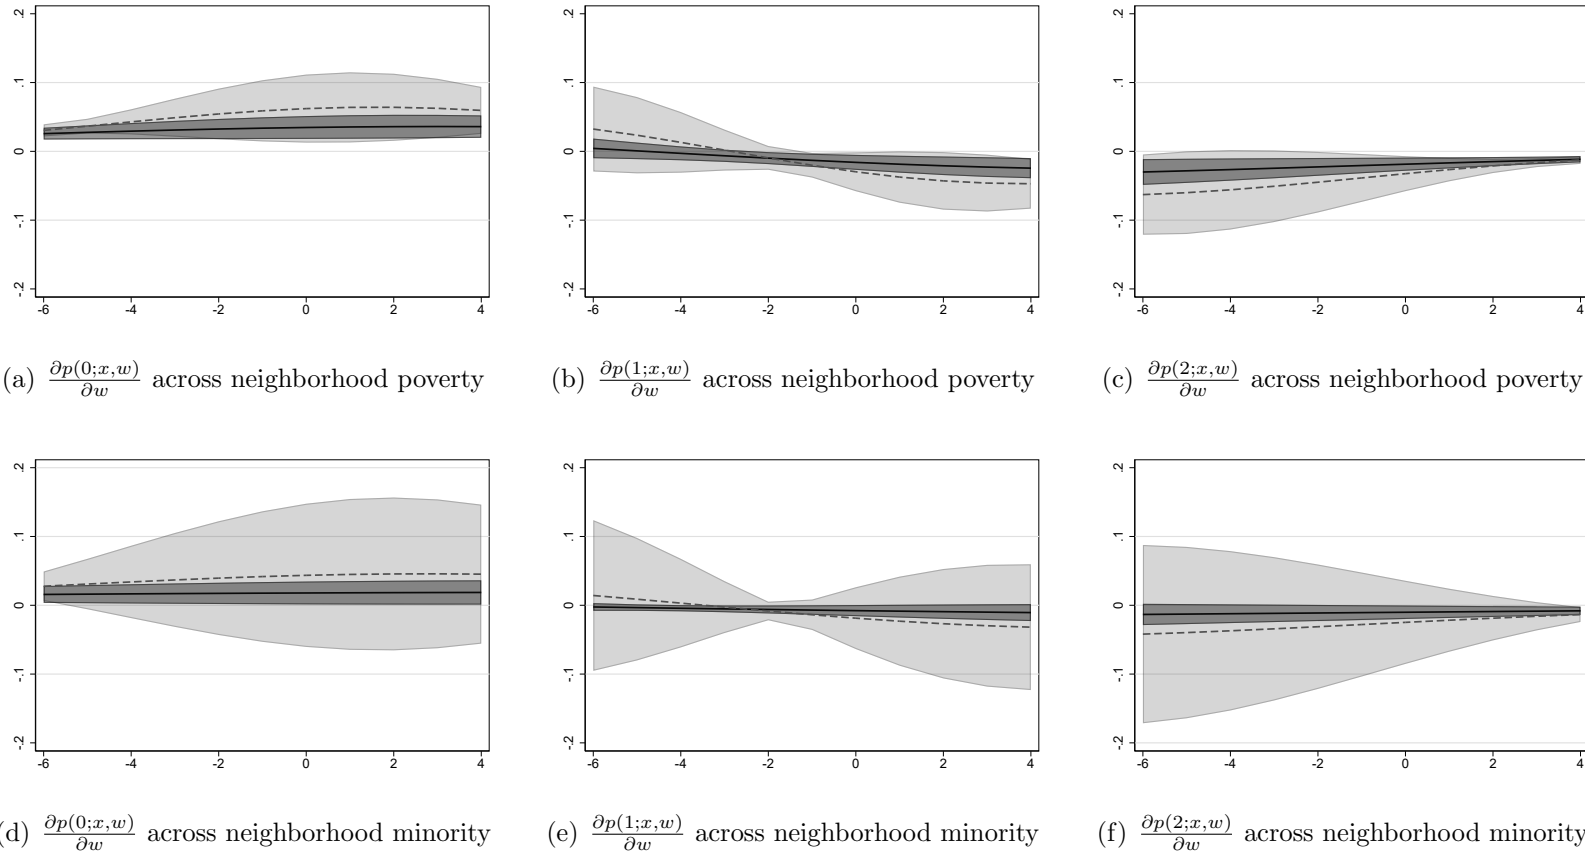 .2 .2 .2
.1 .1 .1
0 0 0
-.1 -.1 -.1
-.2 -.2 -.2
-6 -4 -2 0 2 4 -6 -4 -2 0 2 4 -6 -4 -2 0 2 4
(a) ∂p(0;x,w)/∂w across neighborhood poverty (b) ∂p(1;x,w)/∂w across neighborhood poverty (c) ∂p(2;x,w)/∂w across neighborhood poverty
.2 .2 .2
.1 .1 .1
0 0 0
-.1 -.1 -.1
-.2 -.2 -.2
-6 -4 -2 0 2 4 -6 -4 -2 0 2 4 -6 -4 -2 0 2 4
(d) ∂p(0;x,w)/∂w across neighborhood minority (e) ∂p(1;x,w)/∂w across neighborhood minority (f) ∂p(2;x,w)/∂w across neighborhood minority